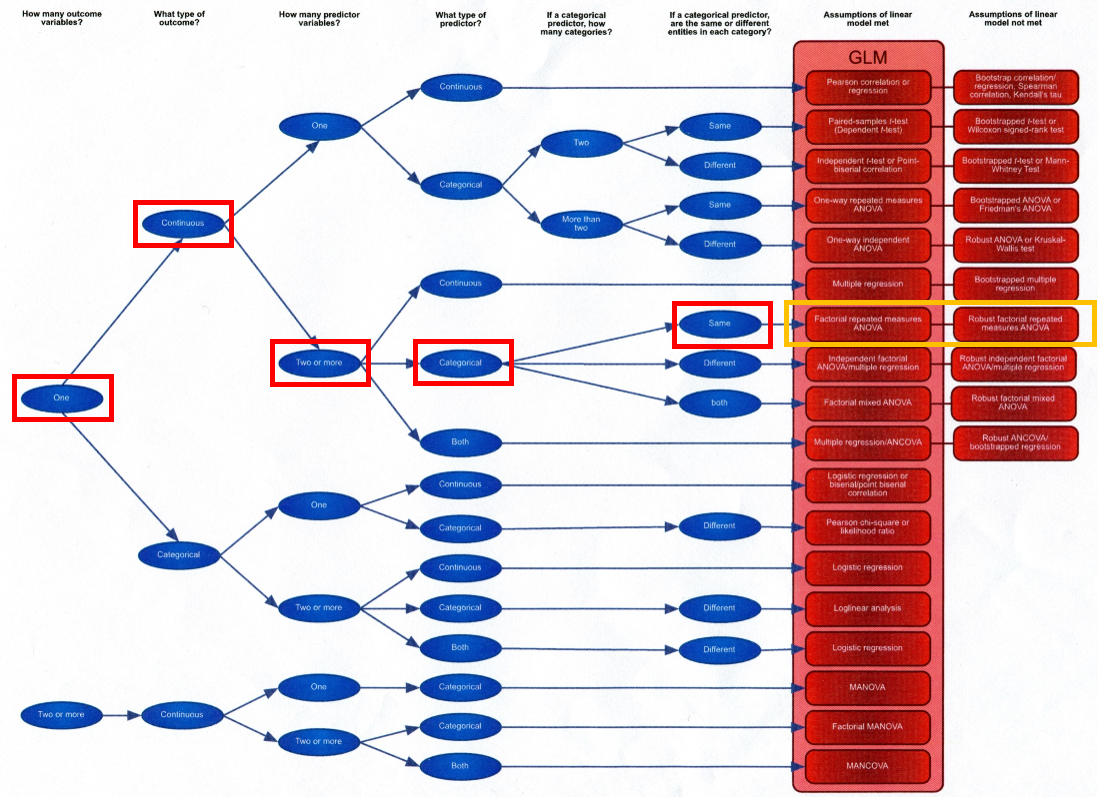 How many outcome
variables?
What type of
outcome?
How many predictor
variables?
What type of
predictor?
If a categorical
predictor, how
many categories?
If a categorical predictor,
are the same or different
entities in each category?
Assumptions of linear
model met
Assumptions of linear
model not met
GLM
Continuous
Pearson correlation or
regression
Bootstrap correlation/
regression, Spearman
correlation, Kendall's tau
One
Same
Paired-samples t-test
(Dependent t-test)
Bootstrapped t-test or
Wilcoxon signed-rank test
Two
Different
Independent t-test or Point-
biserial correlation
Bootstrapped t-test or Mann-
Whitney Test
Categorical
Same
One-way repeated measures
ANOVA
Bootstrapped ANOVA or
Friedman's ANOVA
More than
two
Continuous
Different
One-way independent
ANOVA
Robust ANOVA or Kruskal-
Wallis test
Continuous
Multiple regression
Bootstrapped multiple
regression
Same
Factorial repeated measures
ANOVA
Robust factorial repeated
measures ANOVA
Two or more
Categorical
Different
Independent factorial
ANOVA/multiple regression
Robust independent factorial
ANOVA/multiple regression
One
both
Factorial mixed ANOVA
Robust factorial mixed
ANOVA
Both
Multiple regression/ANCOVA
Robust ANCOVA/
bootstrapped regression
Continuous
Logistic regression or
biserial/point biserial
correlation
One
Categorical
Different
Pearson chi-square or
likelihood ratio
Categorical
Continuous
Logistic regression
Two or more
Categorical
Different
Loglinear analysis
Both
Different
Logistic regression
One
Categorical
MANOVA
Two or more
Continuous
Categorical
Factorial MANOVA
Two or more
Both
MANCOVA